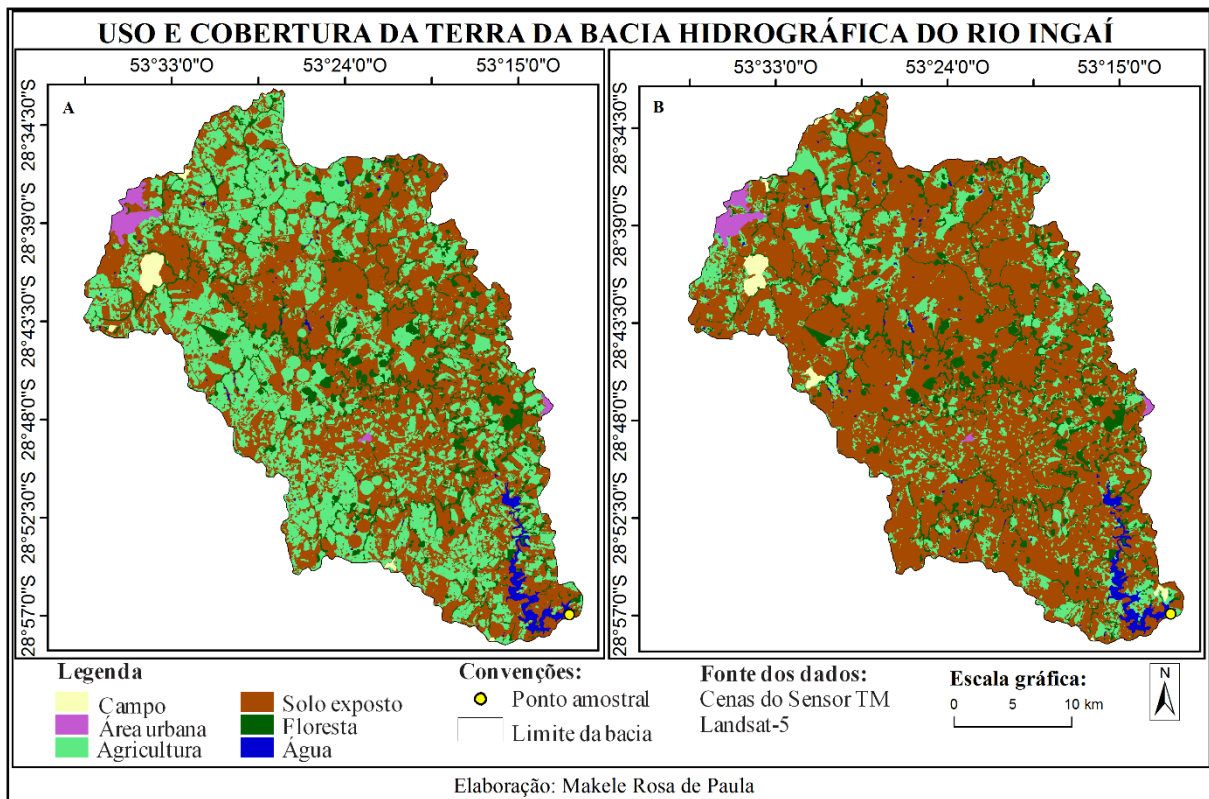 USO E COBERTURA DA TERRA DA BACIA HIDROGRÁFICA DO RIO INGAÍ
53°33'0"O 53°24'0"O 53°15'0"O
53°33'0"O 53°24'0"O 53°15'0"O
A
B
28°34'30"S
28°39'0"S
28°43'30"S
28°48'0"S
28°52'30"S
28°57'0"S
28°34'30"S
28°39'0"S
28°43'30"S
28°48'0"S
28°52'30"S
28°57'0"S
Legenda
Campo
Área urbana
Agricultura
Solo exposto
Floresta
Água
Convenções:
Ponto amostral
Limite da bacia
Fonte dos dados:
Cenas do Sensor TM
Landsat-5
Escala gráfica:
0 5 10 km
N
Elaboração: Makele Rosa de Paula